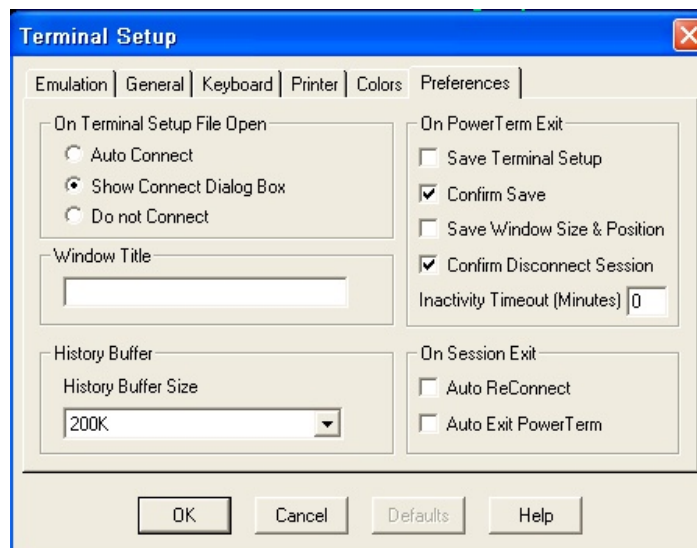 Terminal Setup
Emulation
General
Keyboard
Printer
Colors
Preferences
On Terminal Setup File Open
Auto Connect
Show Connect Dialog Box
Do not Connect
Window Title
History Buffer
History Buffer Size
200K
On PowerTerm Exit
Save Terminal Setup
Confirm Save
Save Window Size & Position
Confirm Disconnect Session
Inactivity Timeout (Minutes) 0
On Session Exit
Auto ReConnect
Auto Exit PowerTerm
OK
Cancel
Defaults
Help